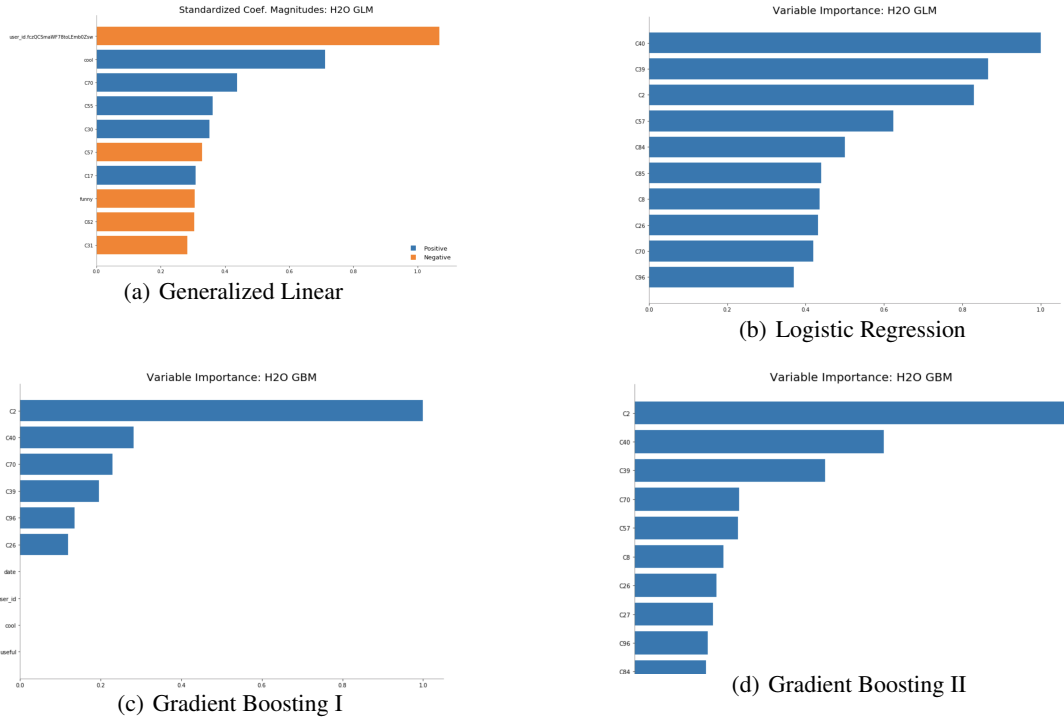 Standardized Coef. Magnitudes: H2O GLM
cool
C70
C55
C30
C57
C17
funny
C62
C31
Positive
Negative
0.0 0.2 0.4 0.6 0.8 1.0
(a) Generalized Linear
Variable Importance: H2O GLM
C40
C39
C2
C57
C84
C85
C8
C26
C70
C96
0.0 0.2 0.4 0.6 0.8 1.0
(b) Logistic Regression
Variable Importance: H2O GBM
C2
C40
C70
C39
C96
C26
date
ser_id
cool
useful
0.0 0.2 0.4 0.6 0.8 1.0
(c) Gradient Boosting I
Variable Importance: H2O GBM
C2
C40
C39
C70
C57
C8
C26
C27
C96
C84
(d) Gradient Boosting II